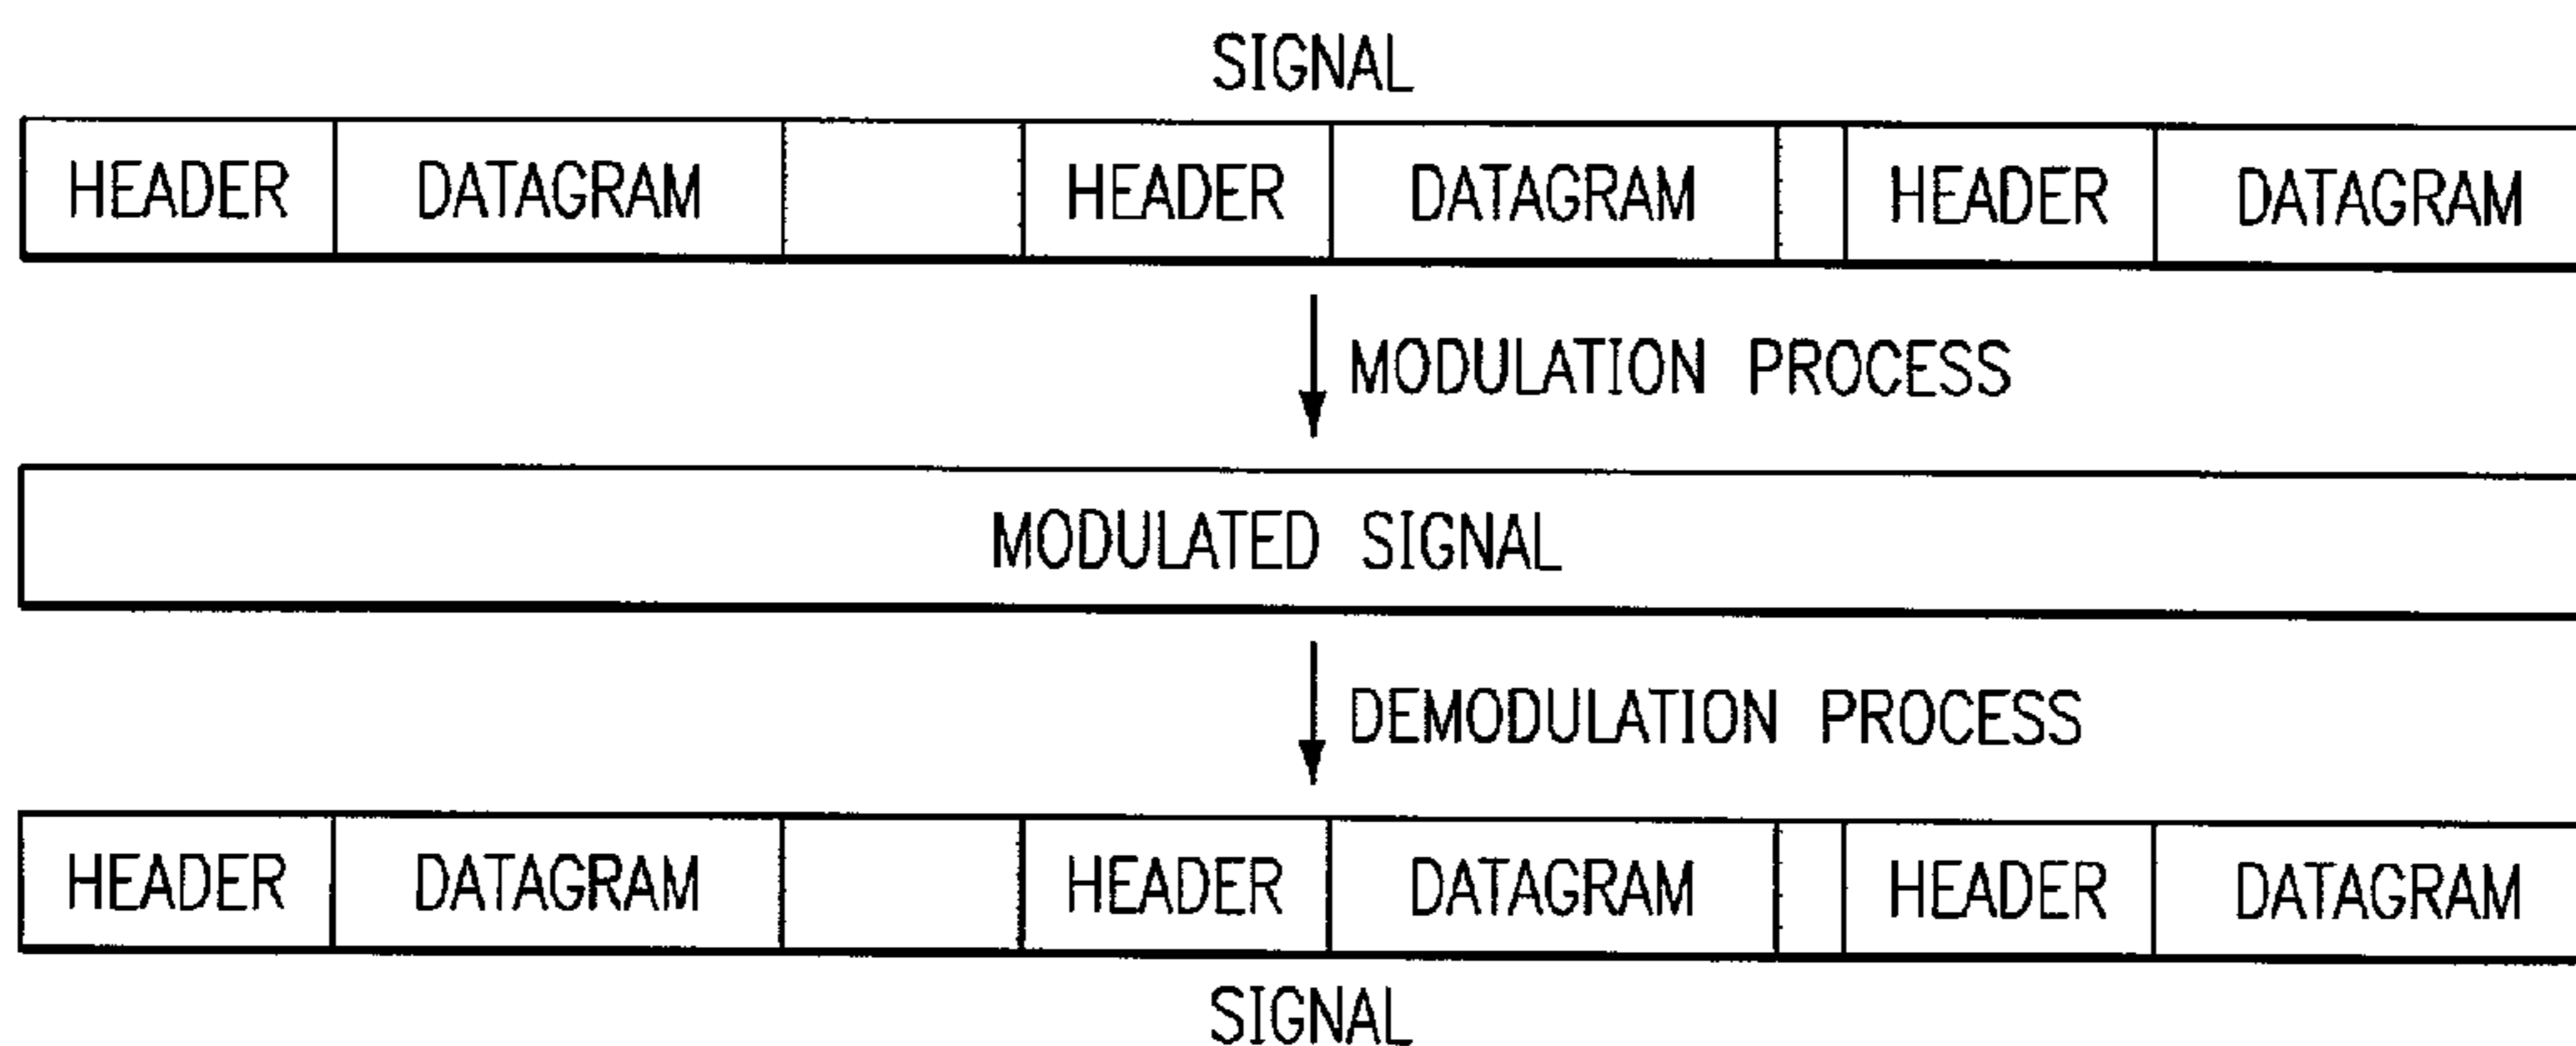 SIGNAL
HEADER DATAGRAM HEADER DATAGRAM HEADER DATAGRAM
MODULATION PROCESS
MODULATED SIGNAL
DEMODULATION PROCESS
HEADER DATAGRAM HEADER DATAGRAM HEADER DATAGRAM
SIGNAL